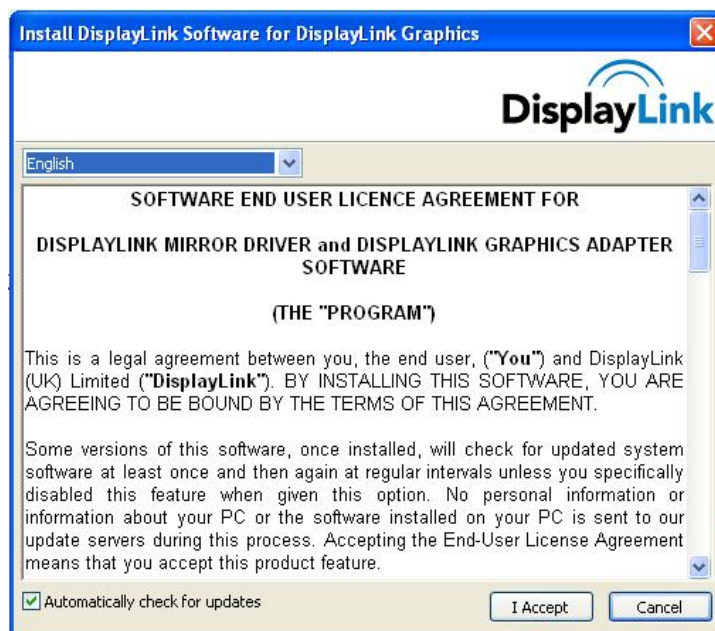 Install DisplayLink Software for DisplayLink Graphics
DisplayLink
English
SOFTWARE END USER LICENCE AGREEMENT FOR
DISPLAYLINK MIRROR DRIVER and DISPLAYLINK GRAPHICS ADAPTER
SOFTWARE
(THE "PROGRAM")
This is a legal agreement between you, the end user, ("You") and DisplayLink
(UK) Limited ("DisplayLink"). BY INSTALLING THIS SOFTWARE, YOU ARE
AGREEING TO BE BOUND BY THE TERMS OF THIS AGREEMENT.
Some versions of this software, once installed, will check for updated system
software at least once and then again at regular intervals unless you specifically
disabled this feature when given this option. No personal information or
information about your PC or the software installed on your PC is sent to our
update servers during this process. Accepting the End-User License Agreement
means that you accept this product feature.
Automatically check for updates
I Accept
Cancel